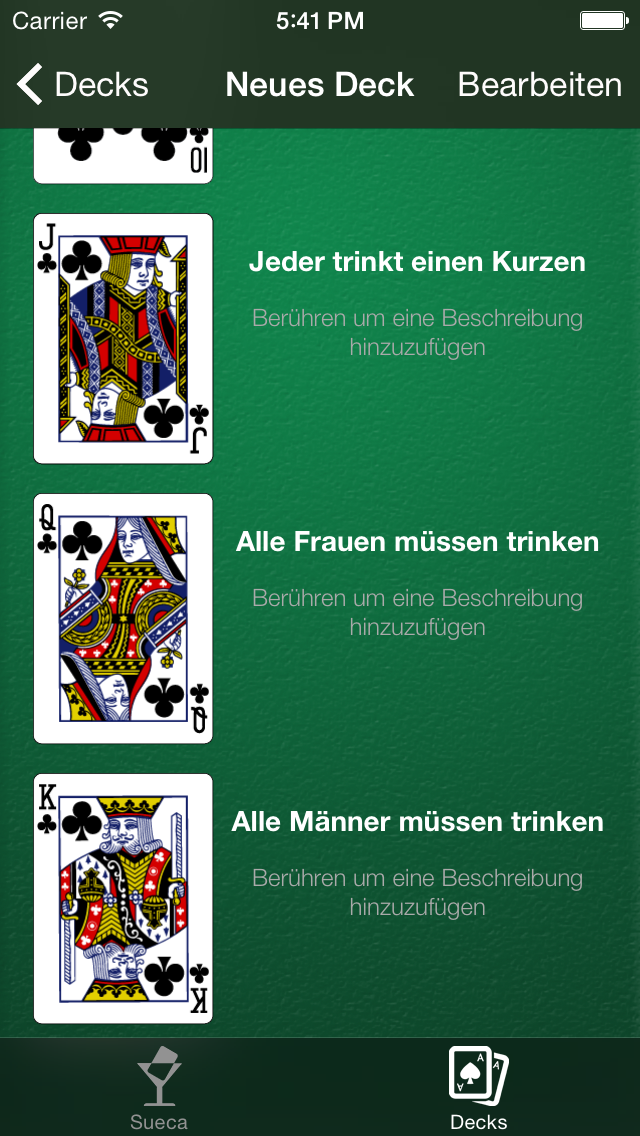 Carrier 5:41 PM
Decks Neues Deck Bearbeiten
10
J
Jeder trinkt einen Kurzen
Berühren um eine Beschreibung
hinzuzufügen
J
Q
Alle Frauen müssen trinken
Berühren um eine Beschreibung
hinzuzufügen
Q
K
Alle Männer müssen trinken
Berühren um eine Beschreibung
hinzuzufügen
K
A A
A
Sueca Decks